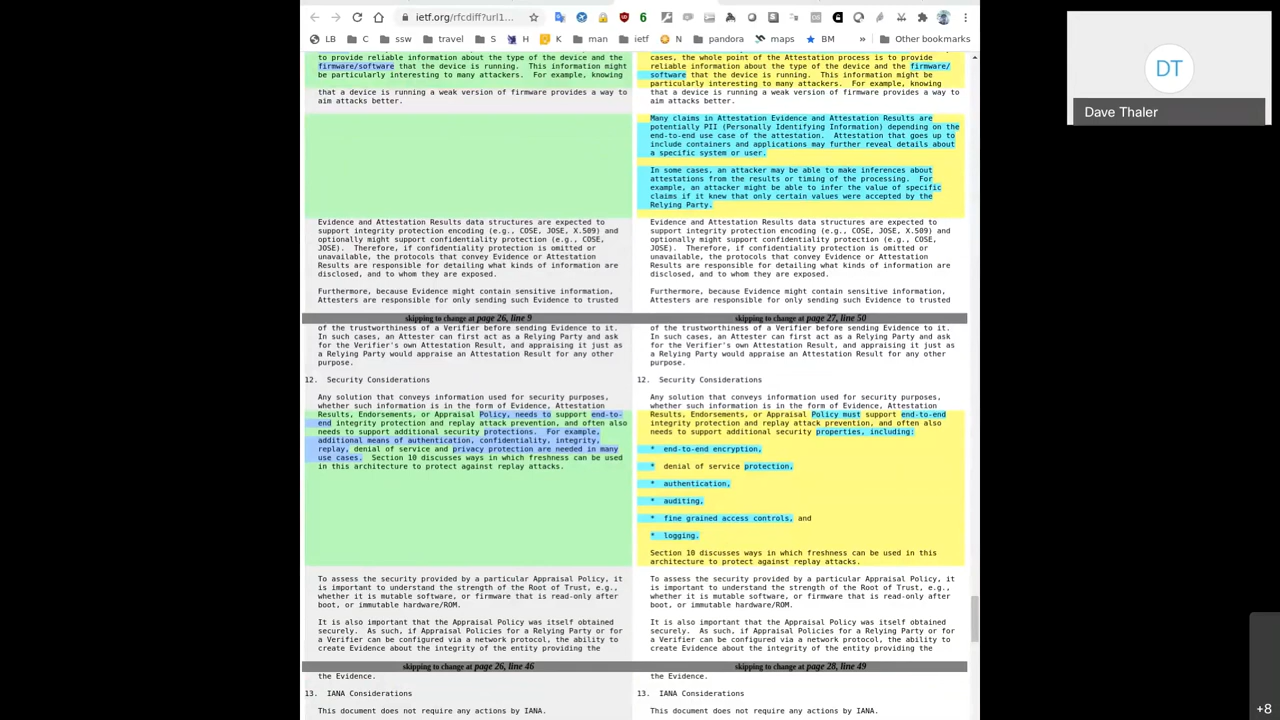 ietf.org/rfcdiff?url1...
6
LB C ssw travel S H K man ietf N pandora maps BM » Other bookmarks
to provide reliable information about the type of the device and the
firmware/software that the device is running. This information might
be particularly interesting to many attackers. For example, knowing
that a device is running a weak version of firmware provides a way to
aim attacks better.
Evidence and Attestation Results data structures are expected to
support integrity protection encoding (e.g., COSE, JOSE, X.509) and
optionally might support confidentiality protection (e.g., COSE,
JOSE). Therefore, if confidentiality protection is omitted or
unavailable, the protocols that convey Evidence or Attestation
Results are responsible for detailing what kinds of information are
disclosed, and to whom they are exposed.
Furthermore, because Evidence might contain sensitive information,
Attesters are responsible for only sending such Evidence to trusted
skipping to change at page 26, line 9
of the trustworthiness of a Verifier before sending Evidence to it.
In such cases, an Attester can first act as a Relying Party and ask
for the Verifier's own Attestation Result, and appraising it just as
a Relying Party would appraise an Attestation Result for any other
purpose.
12. Security Considerations
Any solution that conveys information used for security purposes,
whether such information is in the form of Evidence, Attestation
Results, Endorsements, or Appraisal Policy, needs to support end-to-
end integrity protection and replay attack prevention, and often also
needs to support additional security protections. For example,
additional means of authentication, confidentiality, integrity,
replay, denial of service and privacy protection are needed in many
use cases. Section 10 discusses ways in which freshness can be used
in this architecture to protect against replay attacks.
To assess the security provided by a particular Appraisal Policy, it
is important to understand the strength of the Root of Trust, e.g.,
whether it is mutable software, or firmware that is read-only after
boot, or immutable hardware/ROM.
It is also important that the Appraisal Policy was itself obtained
securely. As such, if Appraisal Policies for a Relying Party or for
a Verifier can be configured via a network protocol, the ability to
create Evidence about the integrity of the entity providing the
skipping to change at page 26, line 46
the Evidence.
13. IANA Considerations
This document does not require any actions by IANA.
cases, the whole point of the Attestation process is to provide
reliable information about the type of the device and the firmware/
software that the device is running. This information might be
particularly interesting to many attackers. For example, knowing
that a device is running a weak version of firmware provides a way to
aim attacks better.
Many claims in Attestation Evidence and Attestation Results are
potentially PII (Personally Identifying Information) depending on the
end-to-end use case of the attestation. Attestation that goes up to
include containers and applications may further reveal details about
a specific system or user.
In some cases, an attacker may be able to make inferences about
attestations from the results or timing of the processing. For
example, an attacker might be able to infer the value of specific
claims if it knew that only certain values were accepted by the
Relying Party.
Evidence and Attestation Results data structures are expected to
support integrity protection encoding (e.g., COSE, JOSE, X.509) and
optionally might support confidentiality protection (e.g., COSE,
JOSE). Therefore, if confidentiality protection is omitted or
unavailable, the protocols that convey Evidence or Attestation
Results are responsible for detailing what kinds of information are
disclosed, and to whom they are exposed.
Furthermore, because Evidence might contain sensitive information,
Attesters are responsible for only sending such Evidence to trusted
skipping to change at page 27, line 50
of the trustworthiness of a Verifier before sending Evidence to it.
In such cases, an Attester can first act as a Relying Party and ask
for the Verifier's own Attestation Result, and appraising it just as
a Relying Party would appraise an Attestation Result for any other
purpose.
12. Security Considerations
Any solution that conveys information used for security purposes,
whether such information is in the form of Evidence, Attestation
Results, Endorsements, or Appraisal Policy must support end-to-end
integrity protection and replay attack prevention, and often also
needs to support additional security properties, including:
* end-to-end encryption,
* denial of service protection,
* authentication,
* auditing,
* fine grained access controls, and
* logging.
Section 10 discusses ways in which freshness can be used in this
architecture to protect against replay attacks.
To assess the security provided by a particular Appraisal Policy, it
is important to understand the strength of the Root of Trust, e.g.,
whether it is mutable software, or firmware that is read-only after
boot, or immutable hardware/ROM.
It is also important that the Appraisal Policy was itself obtained
securely. As such, if Appraisal Policies for a Relying Party or for
a Verifier can be configured via a network protocol, the ability to
create Evidence about the integrity of the entity providing the
skipping to change at page 28, line 49
the Evidence.
13. IANA Considerations
This document does not require any actions by IANA.
DT
Dave Thaler
+8